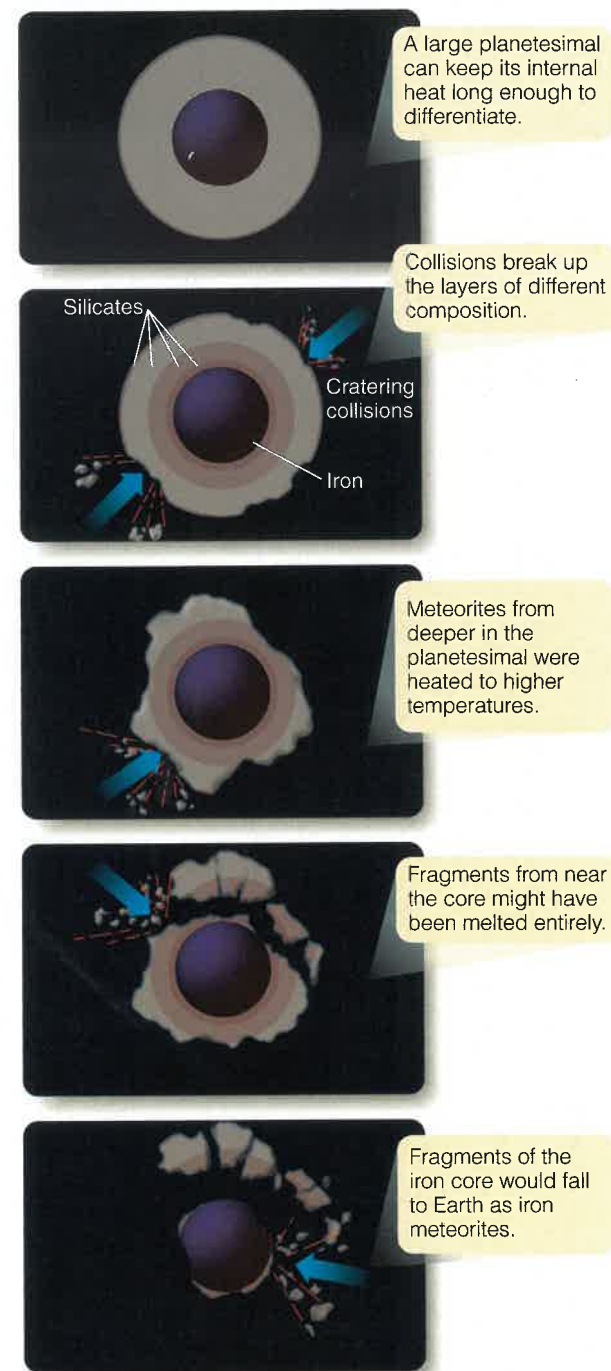 A large planetesimal
can keep its internal
heat long enough to
differentiate.
Collisions break up
the layers of different
composition.
Silicates
Cratering
collisions
Iron
Meteorites from
deeper in the
planetesimal were
heated to higher
temperatures.
Fragments from near
the core might have
been melted entirely.
Fragments of the
iron core would fall
to Earth as iron
meteorites.